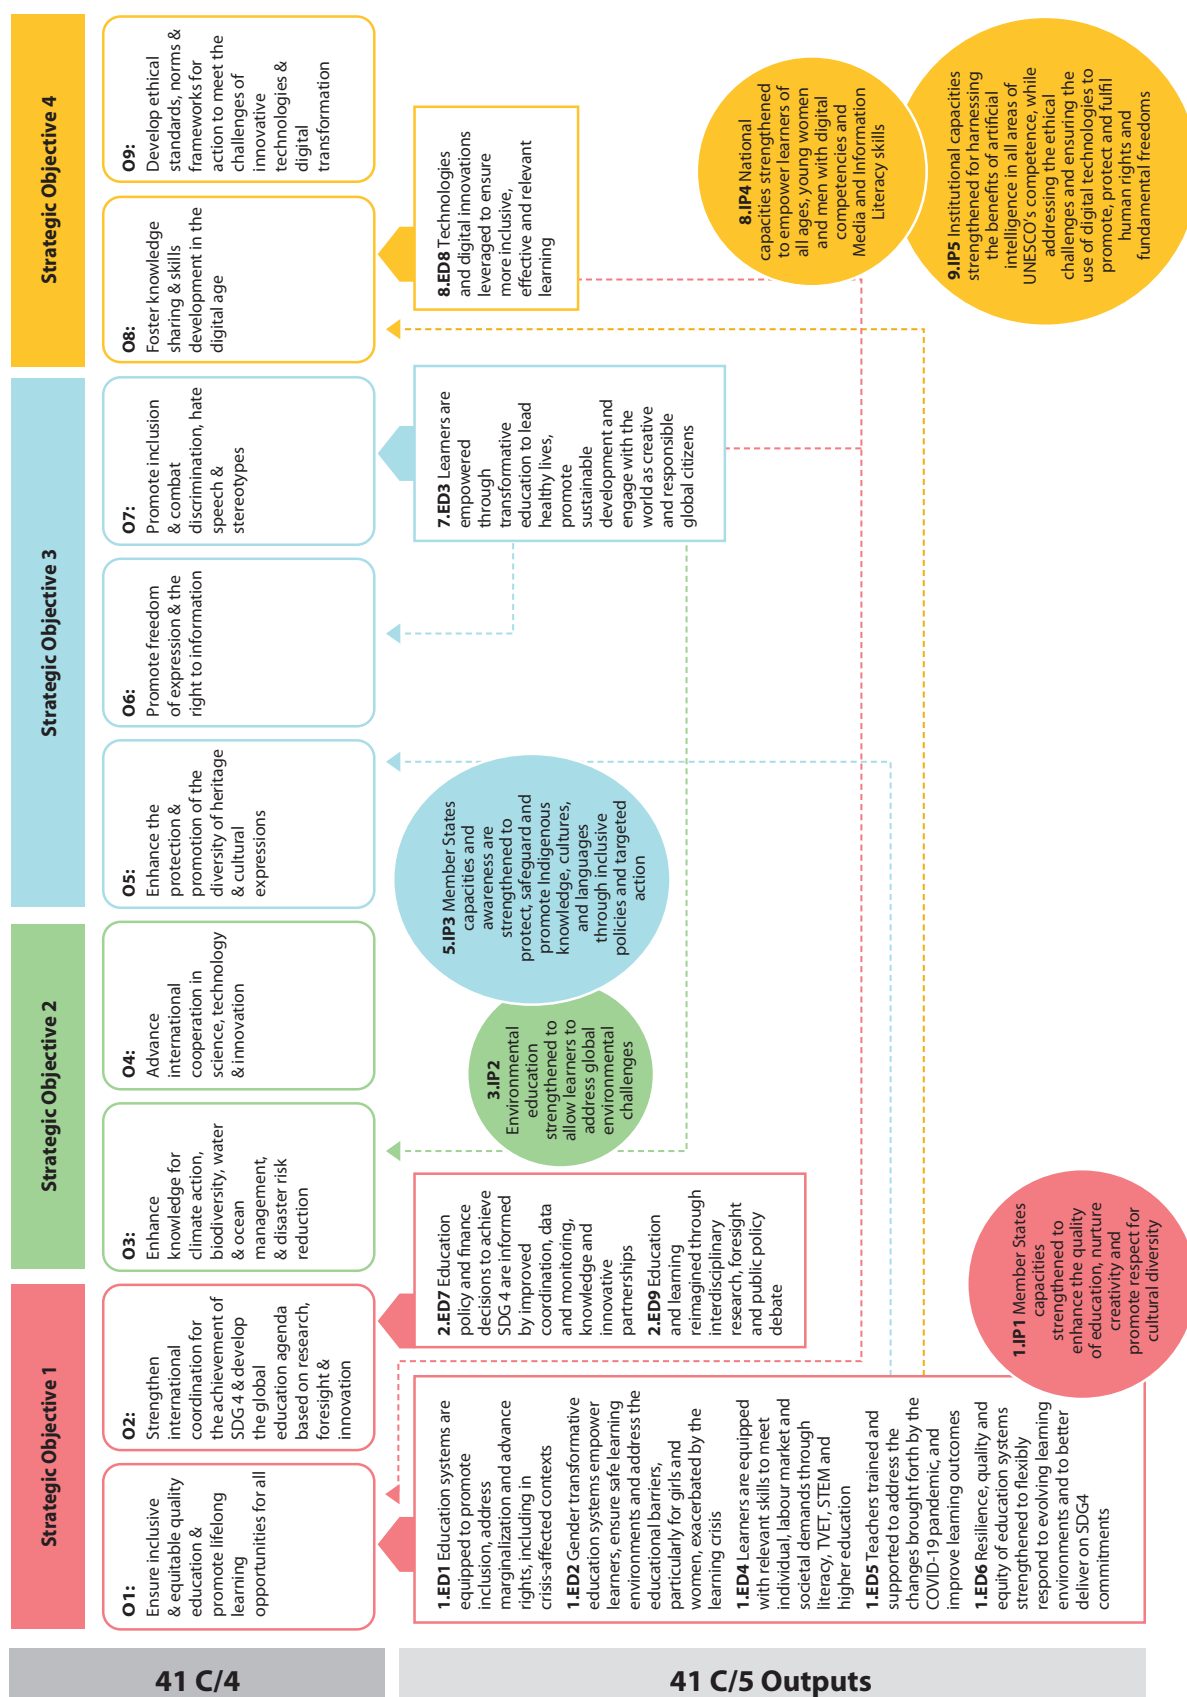 41 C/4
Strategic Objective 1
Strategic Objective 2
Strategic Objective 3
Strategic Objective 4
O1:
Ensure inclusive
& equitable quality
education &
promote lifelong
learning
opportunities for all
O2:
Strengthen
international
coordination for
the achievement of
SDG 4 & develop
the global
education agenda
based on research,
foresight &
innovation
O3:
Enhance
knowledge for
climate action,
biodiversity, water
& ocean
management,
& disaster risk
reduction
O4:
Advance
international
cooperation in
science, technology
& innovation
O5:
Enhance the
protection &
promotion of the
diversity of heritage
& cultural
expressions
O6:
Promote freedom
of expression & the
right to information
O7:
Promote inclusion
& combat
discrimination, hate
speech &
stereotypes
O8:
Foster knowledge
sharing & skills
development in the
digital age
O9:
Develop ethical
standards, norms &
frameworks for
action to meet the
challenges of
innovative
technologies &
digital
transformation
41 C/5 Outputs
1.ED1 Education systems are
equipped to promote
inclusion, address
marginalization and advance
rights, including in
crisis-affected contexts
1.ED2 Gender transformative
education systems empower
learners, ensure safe learning
environments and address the
educational barriers,
particularly for girls and
women, exacerbated by the
learning crisis
1.ED4 Learners are equipped
with relevant skills to meet
individual, labour market and
societal demands through
literacy, TVET, STEM and
higher education
1.ED5 Teachers trained and
supported to address the
changes brought forth by the
COVID-19 pandemic, and
improve learning outcomes
1.ED6 Resilience, quality and
equity of education systems
strengthened to flexibly
respond to evolving learning
environments and to better
deliver on SDG4
commitments
2.ED7 Education
policy and finance
decisions to achieve
SDG 4 are informed
by improved
coordination, data
and monitoring,
knowledge and
innovative
partnerships
2.ED9 Education
and learning
reimagined through
interdisciplinary
research, foresight
and public policy
debate
1.IP1 Member States
capacities
strengthened to
enhance the quality
of education, nurture
creativity and
promote respect for
cultural diversity
3.IP2
Environmental
education
strengthened to
allow learners to
address global
environmental
challenges
5.IP3 Member States
capacities and
awareness are
strengthened to
protect, safeguard and
promote Indigenous
knowledge, cultures,
and languages
through inclusive
policies and targeted
action
7.ED3 Learners are
empowered
through
transformative
education to lead
healthy lives,
promote
sustainable
development and
engage with the
world as creative
and responsible
global citizens
8.ED8 Technologies
and digital innovations
leveraged to ensure
more inclusive,
effective and relevant
learning
8.IP4 National
capacities strengthened
to empower learners of
all ages, young women
and men with digital
competencies and
Media and Information
Literacy skills
9.IP5 Institutional capacities
strengthened for harnessing
the benefits of artificial
intelligence in all areas of
UNESCO's competence, while
addressing the ethical
challenges and ensuring the
use of digital technologies to
promote, protect and fulfil
human rights and
fundamental freedoms